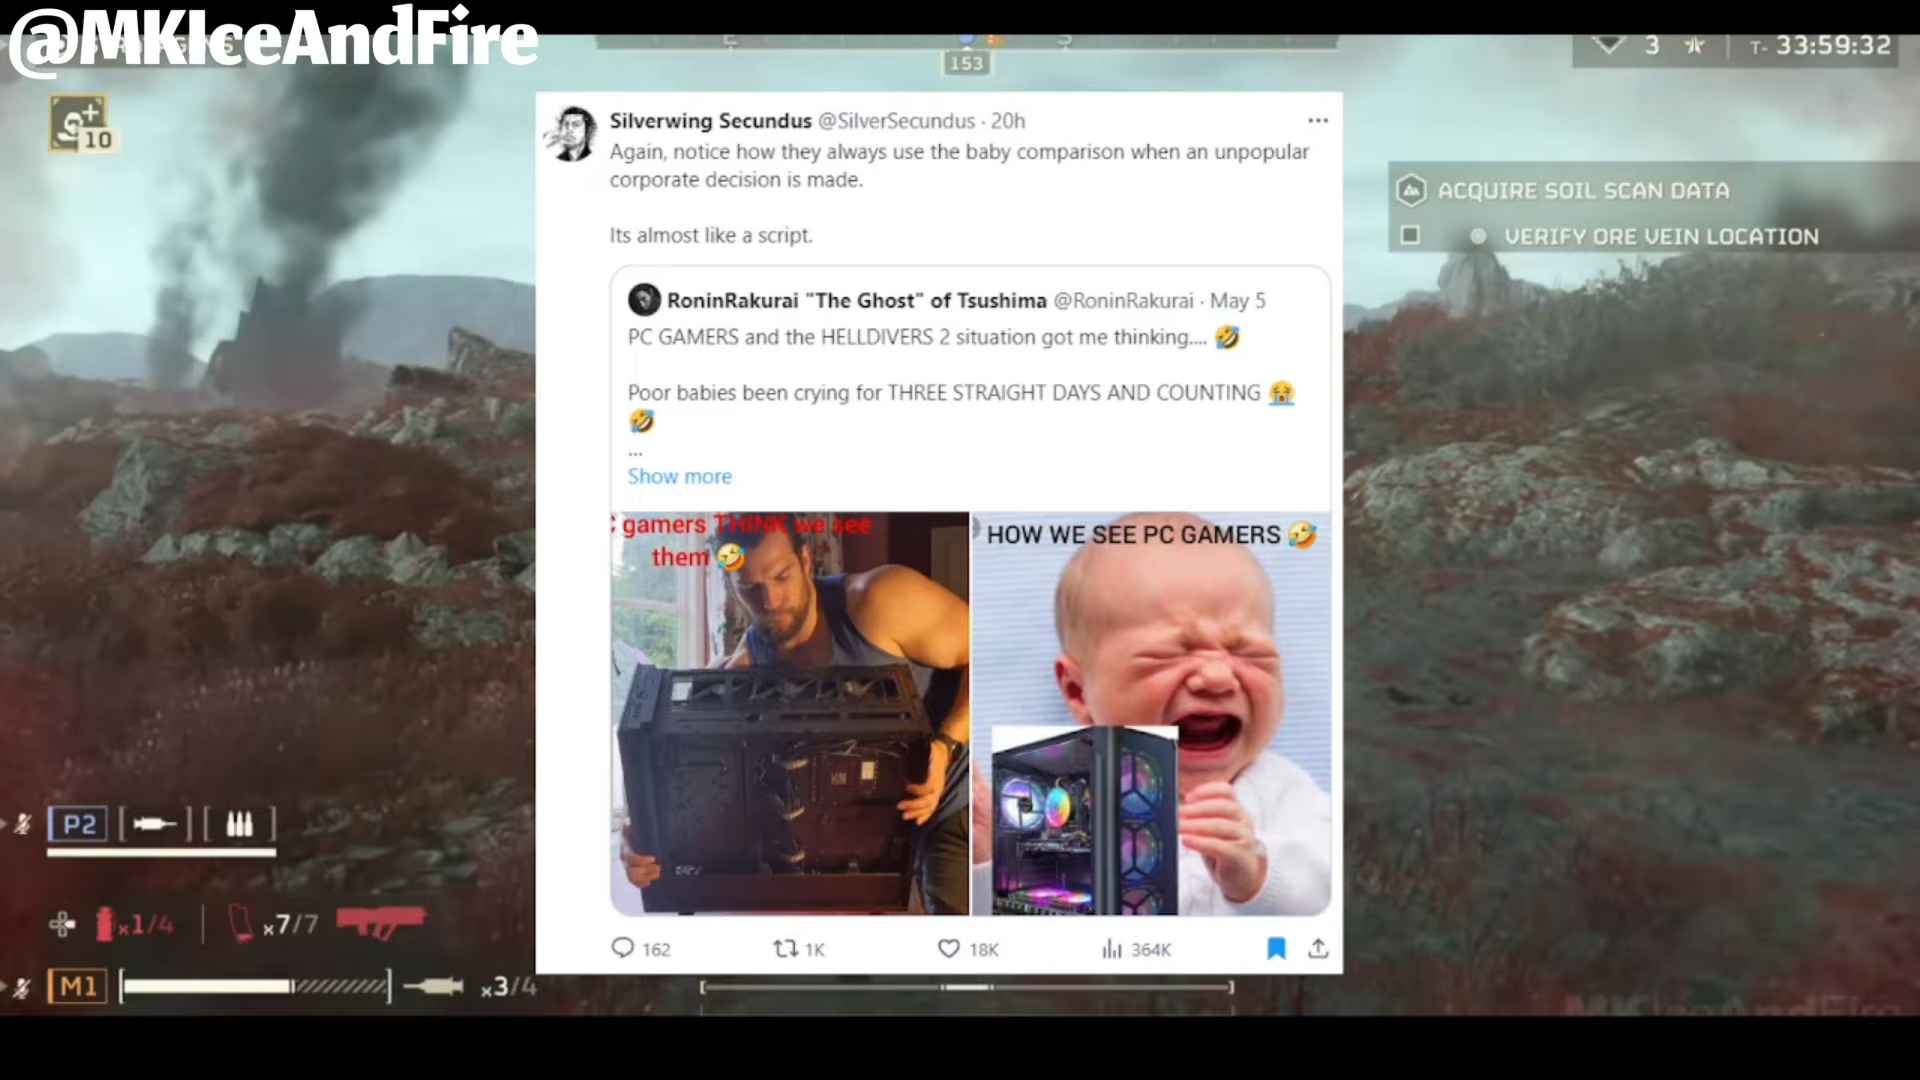 @MKIceAndFire
153
3
T- 33:59:32
10
ACQUIRE SOIL SCAN DATA
VERIFY ORE VEIN LOCATION
Silverwing Secundus @SilverSecundus · 20h
Again, notice how they always use the baby comparison when an unpopular
corporate decision is made.
Its almost like a script.
RoninRakurai "The Ghost" of Tsushima @RoninRakurai · May 5
PC GAMERS and the HELLDIVERS 2 situation got me thinking.... 🤣
Poor babies been crying for THREE STRAIGHT DAYS AND COUNTING 😭
🤣
...
Show more
C gamers THINK we see
them 🤣
HOW WE SEE PC GAMERS 🤣
162
1K
18K
364K
P2
x1/4
x7/7
M1
x3/4
MKIceAndFire